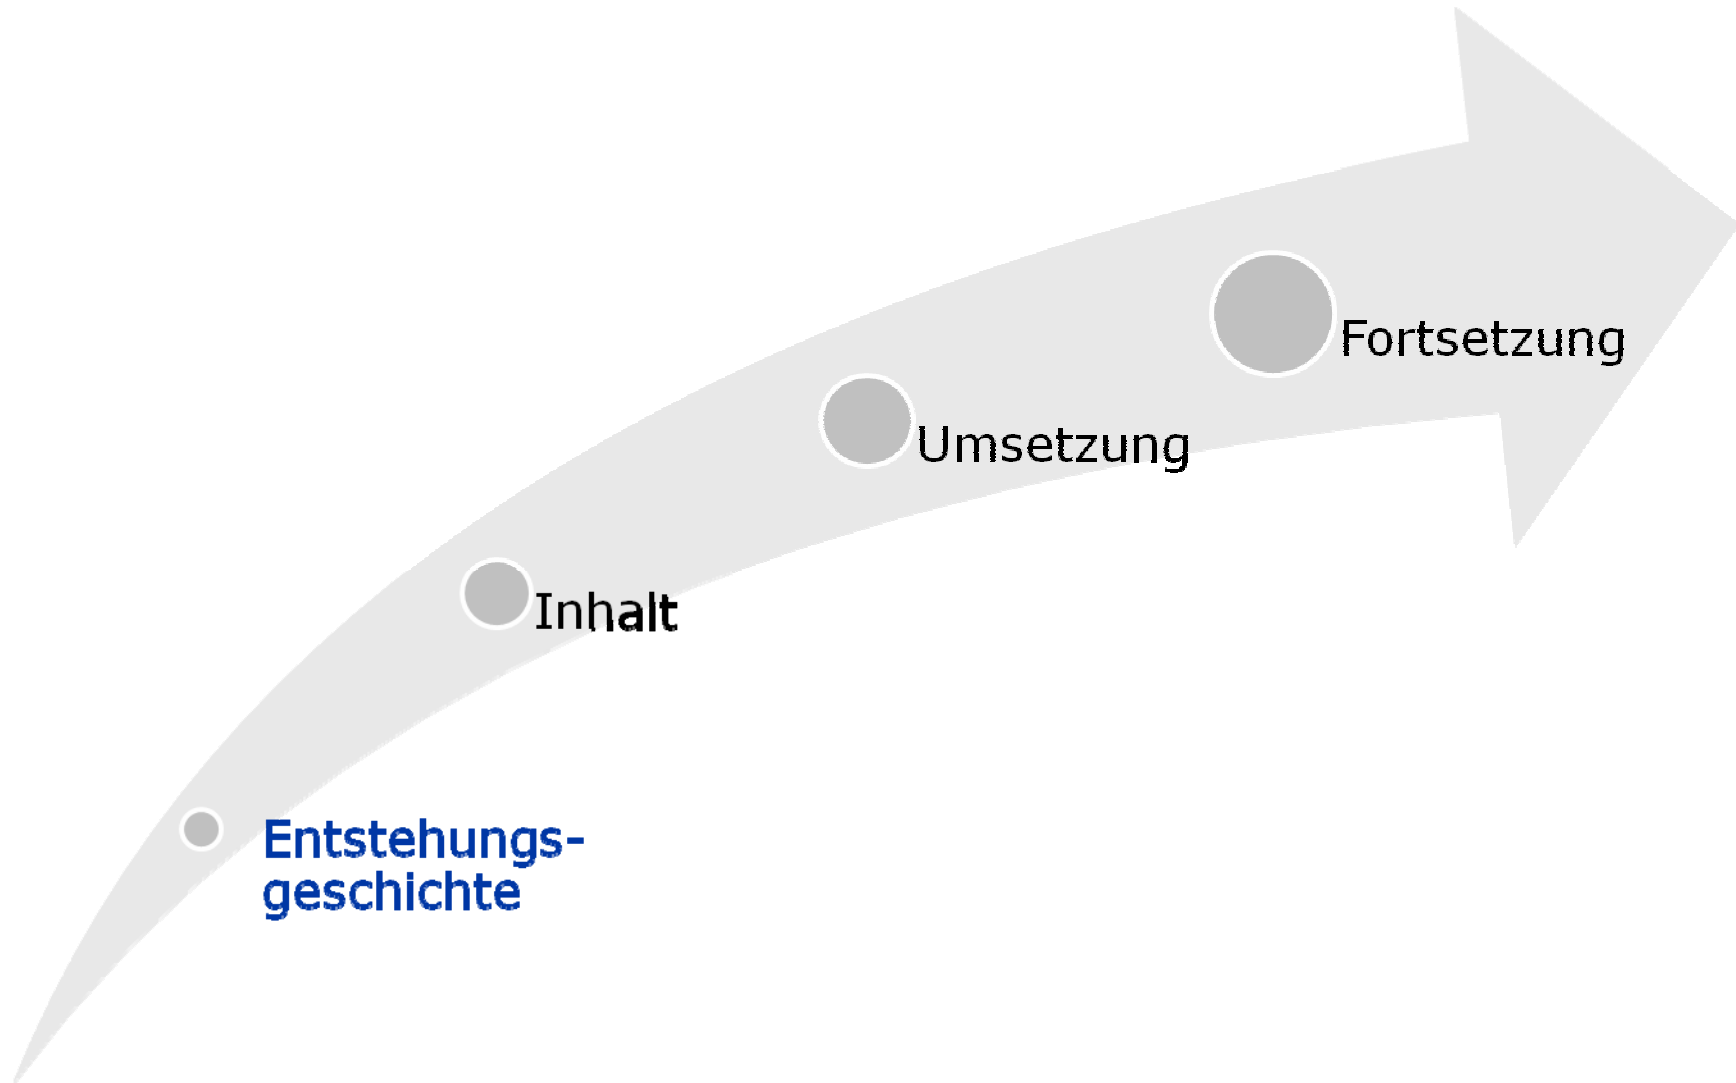 Fortsetzung
Umsetzung
Inhalt
Entstehungs-
geschichte